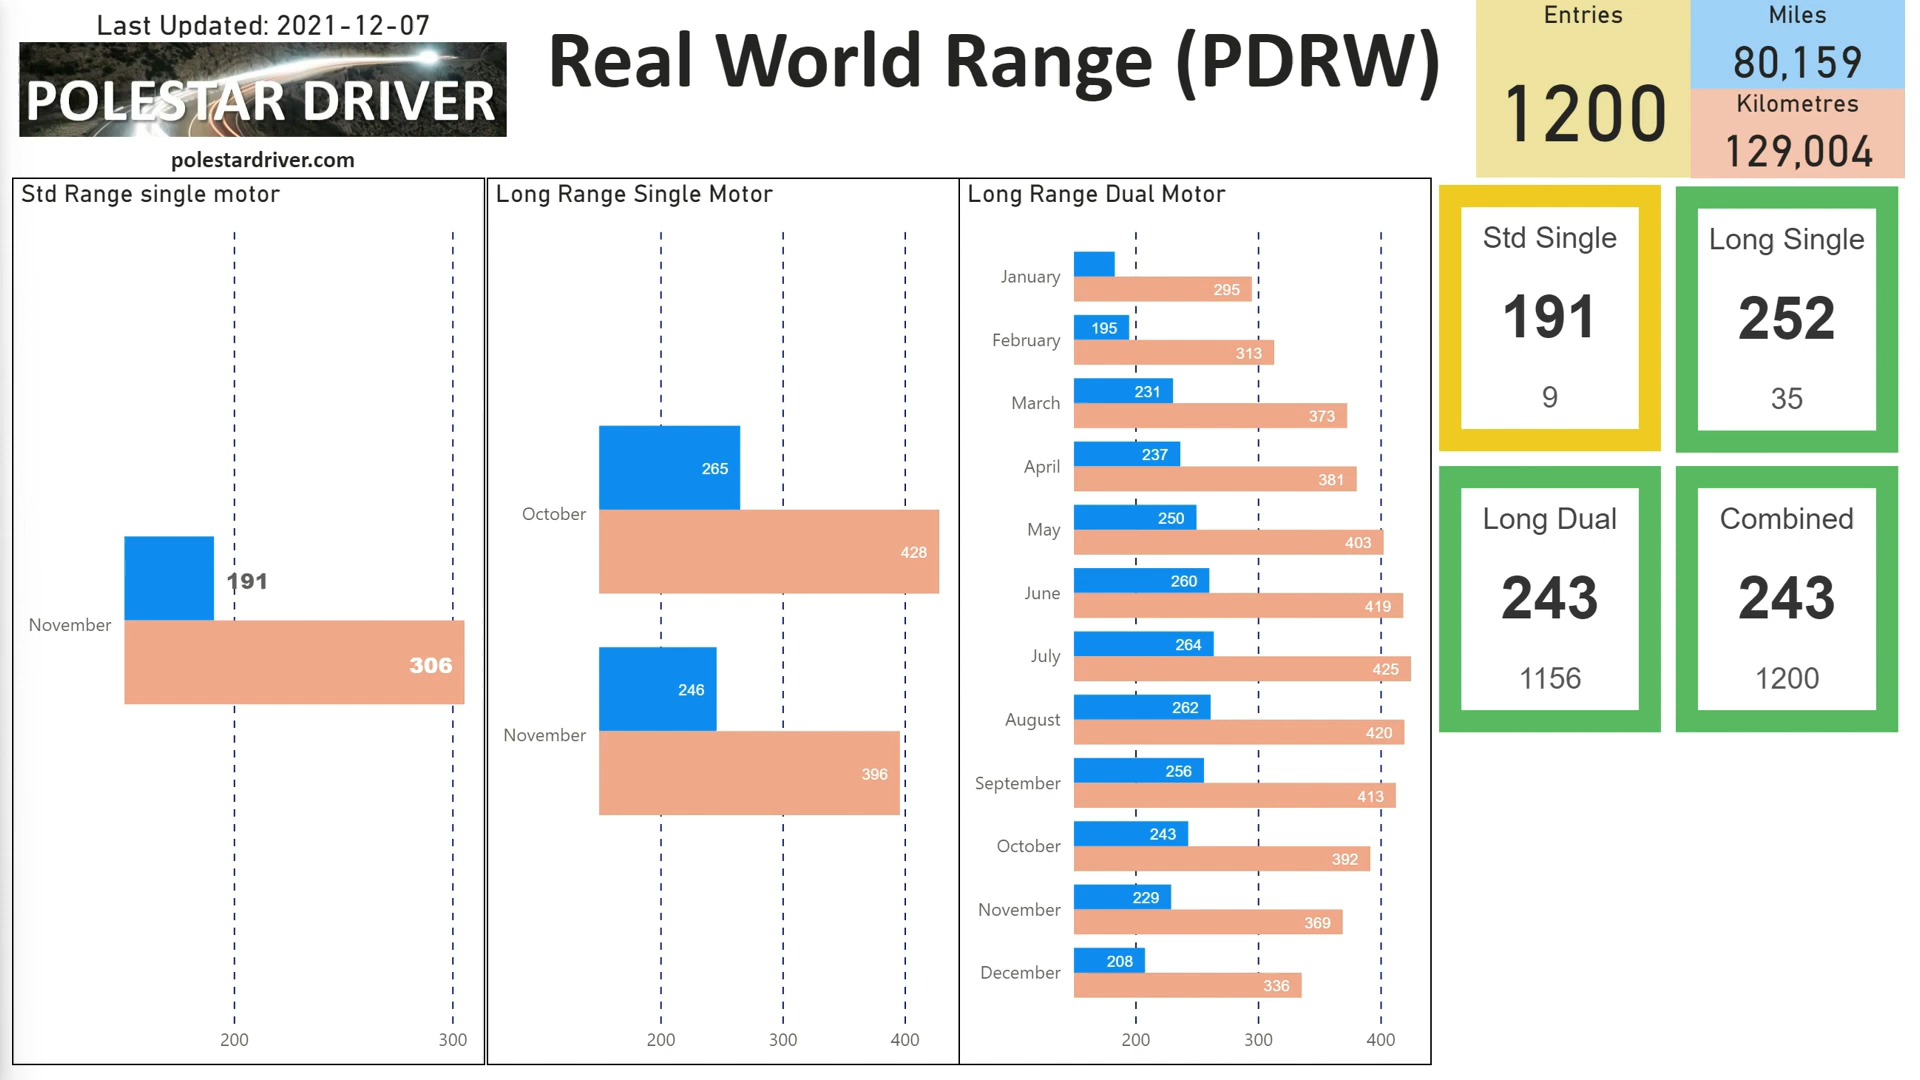 Last Updated: 2021-12-07
POLESTAR DRIVER
polestardriver.com
Real World Range (PDRW)
Entries
1200
Miles
80,159
Kilometres
129,004
Std Range single motor
November
191
306
200
300
Long Range Single Motor
October
265
428
November
246
396
200
300
400
Long Range Dual Motor
January
295
February
195
313
March
231
373
April
237
381
May
250
403
June
260
419
July
264
425
August
262
420
September
256
413
October
243
392
November
229
369
December
208
336
200
300
400
Std Single
191
9
Long Single
252
35
Long Dual
243
1156
Combined
243
1200